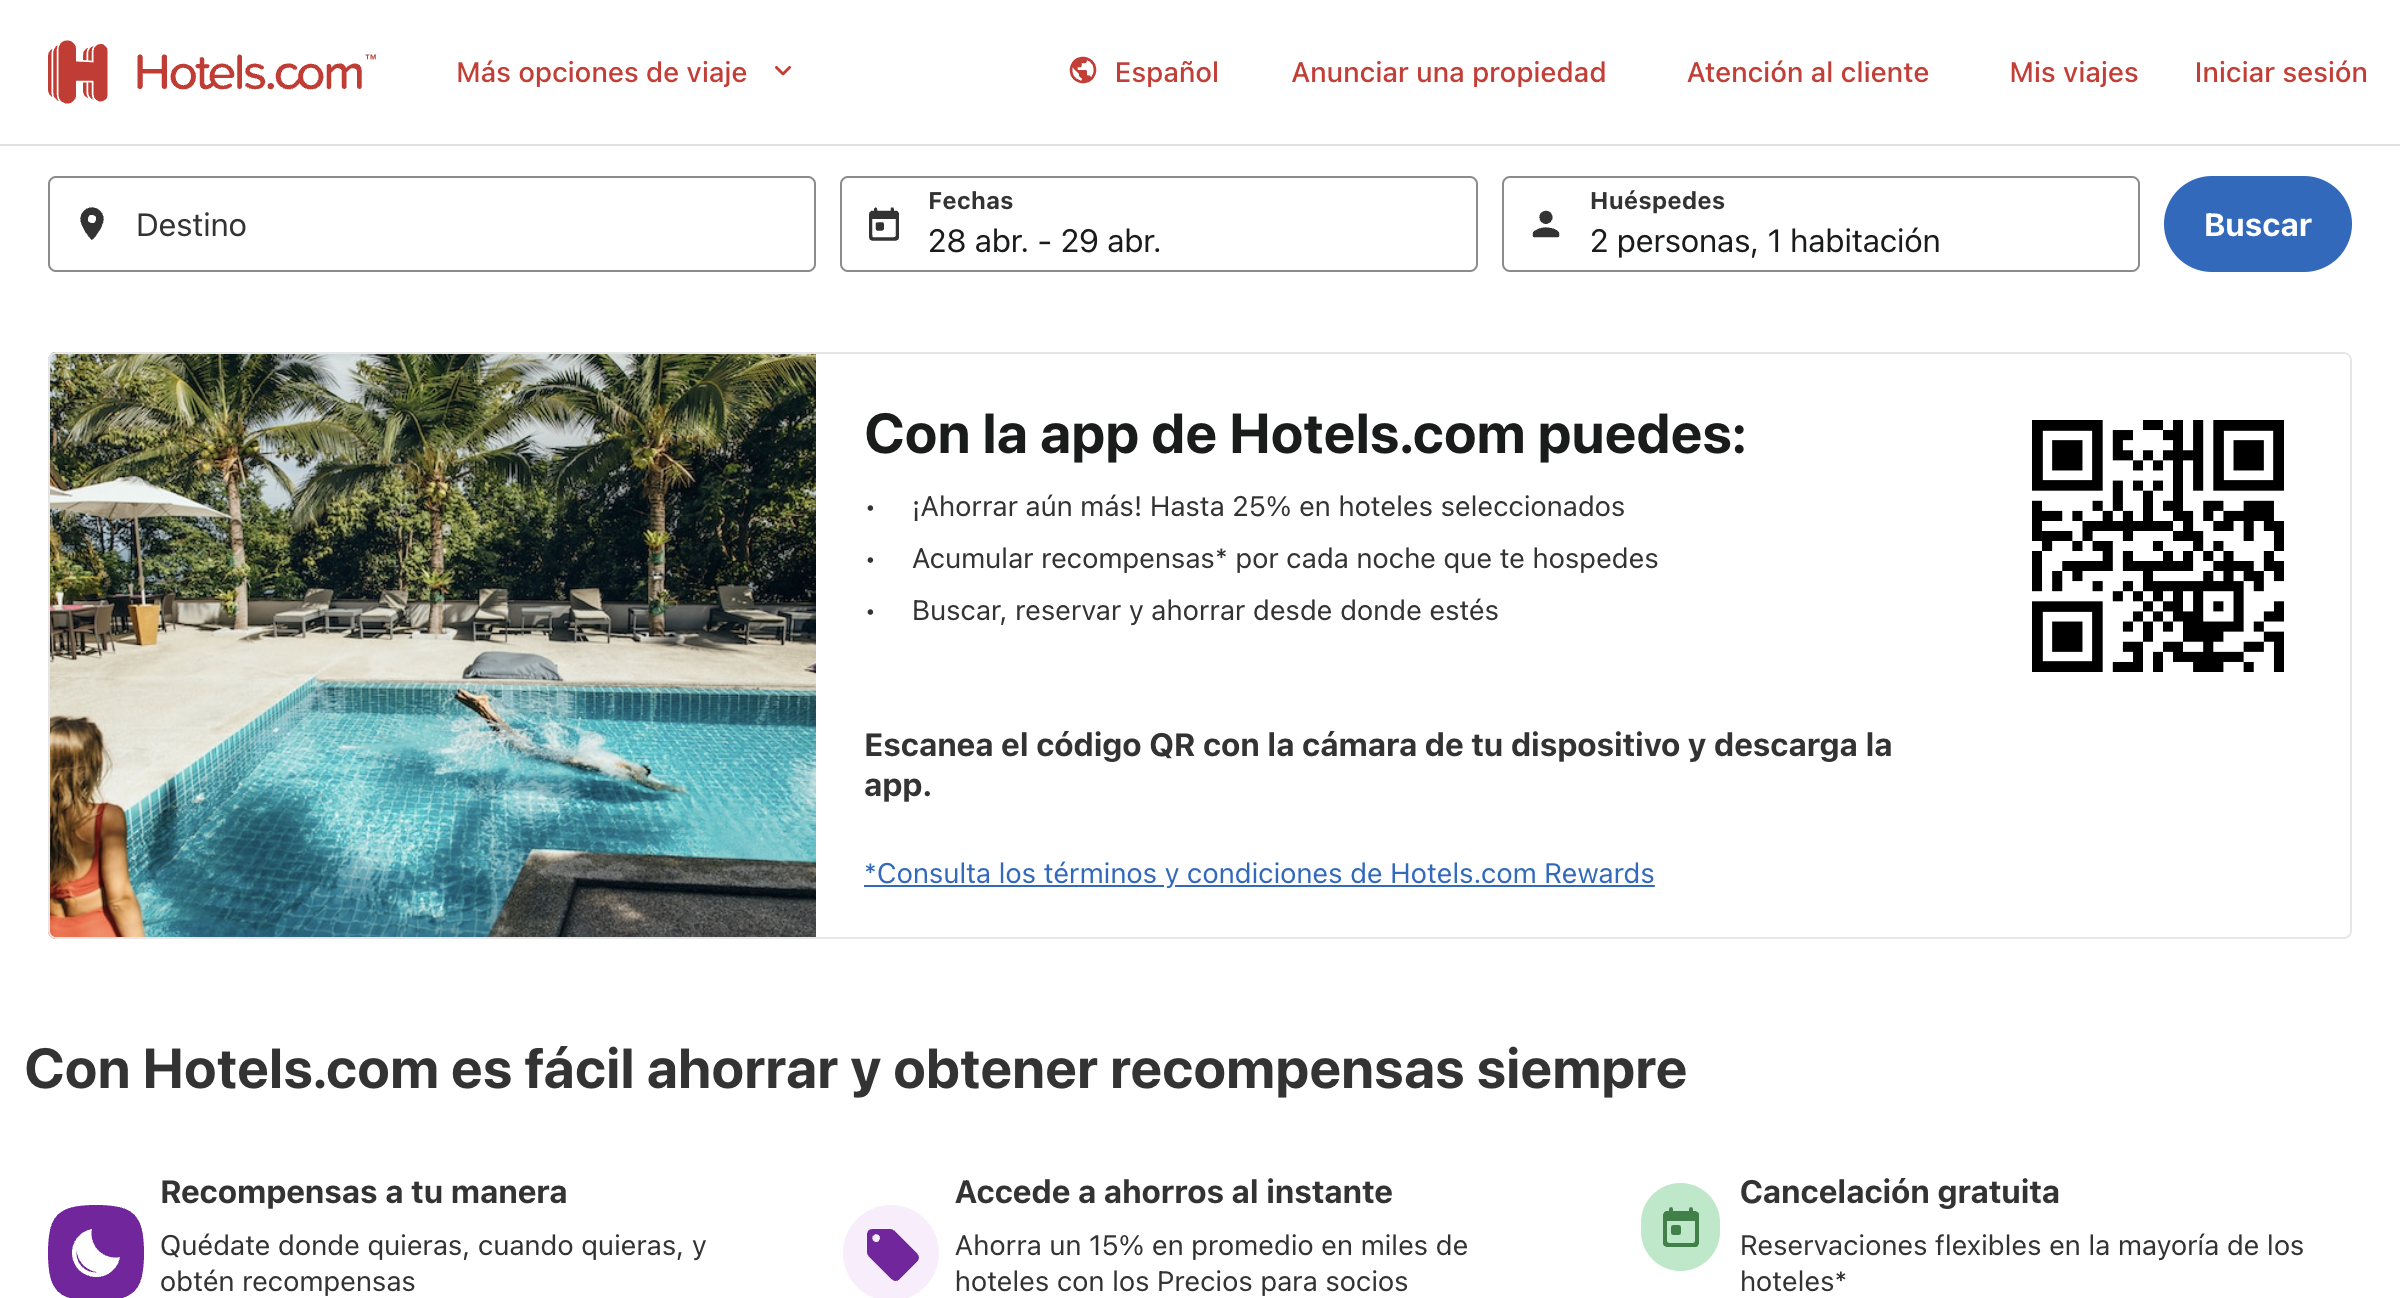 Hotels.com™
Más opciones de viaje
Español
Anunciar una propiedad
Atención al cliente
Mis viajes
Iniciar sesión
Destino
Fechas
28 abr. - 29 abr.
Huéspedes
2 personas, 1 habitación
Buscar
Con la app de Hotels.com puedes:
• ¡Ahorrar aún más! Hasta 25% en hoteles seleccionados
• Acumular recompensas* por cada noche que te hospedes
• Buscar, reservar y ahorrar desde donde estés
Escanea el código QR con la cámara de tu dispositivo y descarga la
app.
*Consulta los términos y condiciones de Hotels.com Rewards
Con Hotels.com es fácil ahorrar y obtener recompensas siempre
Recompensas a tu manera
Quédate donde quieras, cuando quieras, y
obtén recompensas
Accede a ahorros al instante
Ahorra un 15% en promedio en miles de
hoteles con los Precios para socios
Cancelación gratuita
Reservaciones flexibles en la mayoría de los
hoteles*